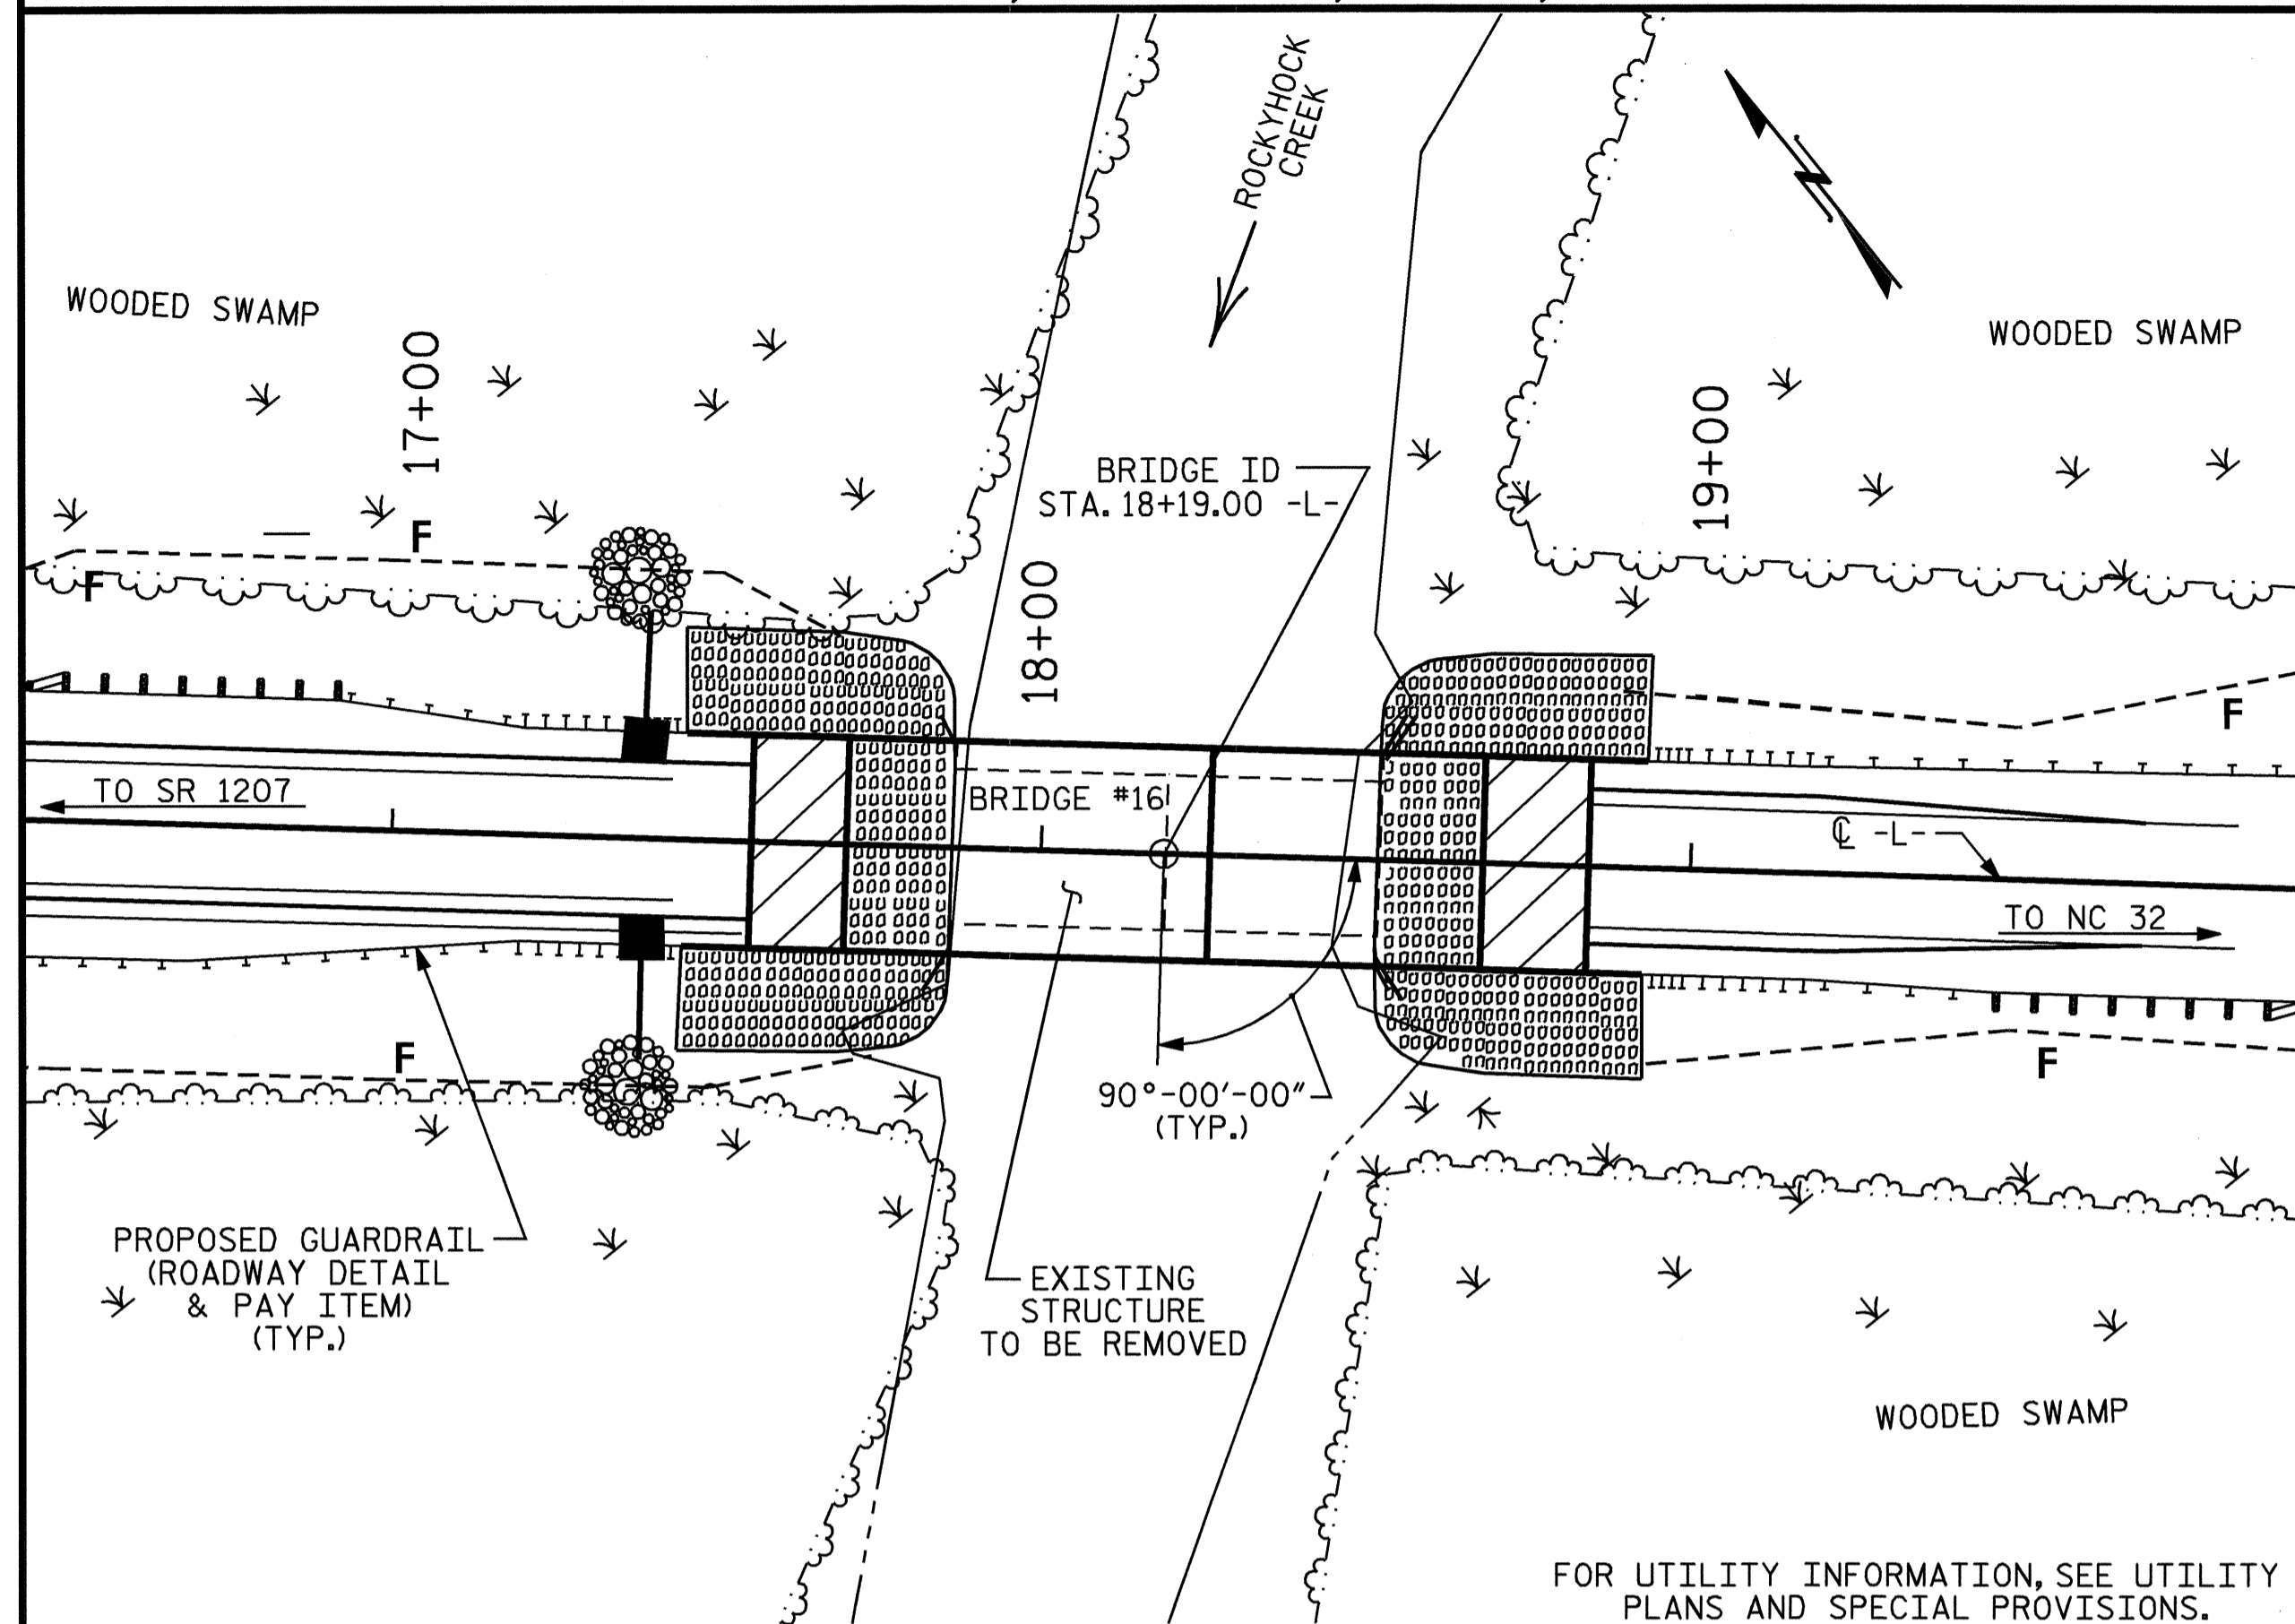 ROCKYHOCK
CREEK
WOODED SWAMP
WOODED SWAMP
17+00
19+00
BRIDGE ID
STA. 18+19.00 -L-
F
F
18+00
F
TO SR 1207
BRIDGE #16
℄ -L-
TO NC 32
F
F
90°-00'-00"
(TYP.)
PROPOSED GUARDRAIL
(ROADWAY DETAIL
& PAY ITEM)
(TYP.)
EXISTING
STRUCTURE
TO BE REMOVED
WOODED SWAMP
FOR UTILITY INFORMATION, SEE UTILITY
PLANS AND SPECIAL PROVISIONS.